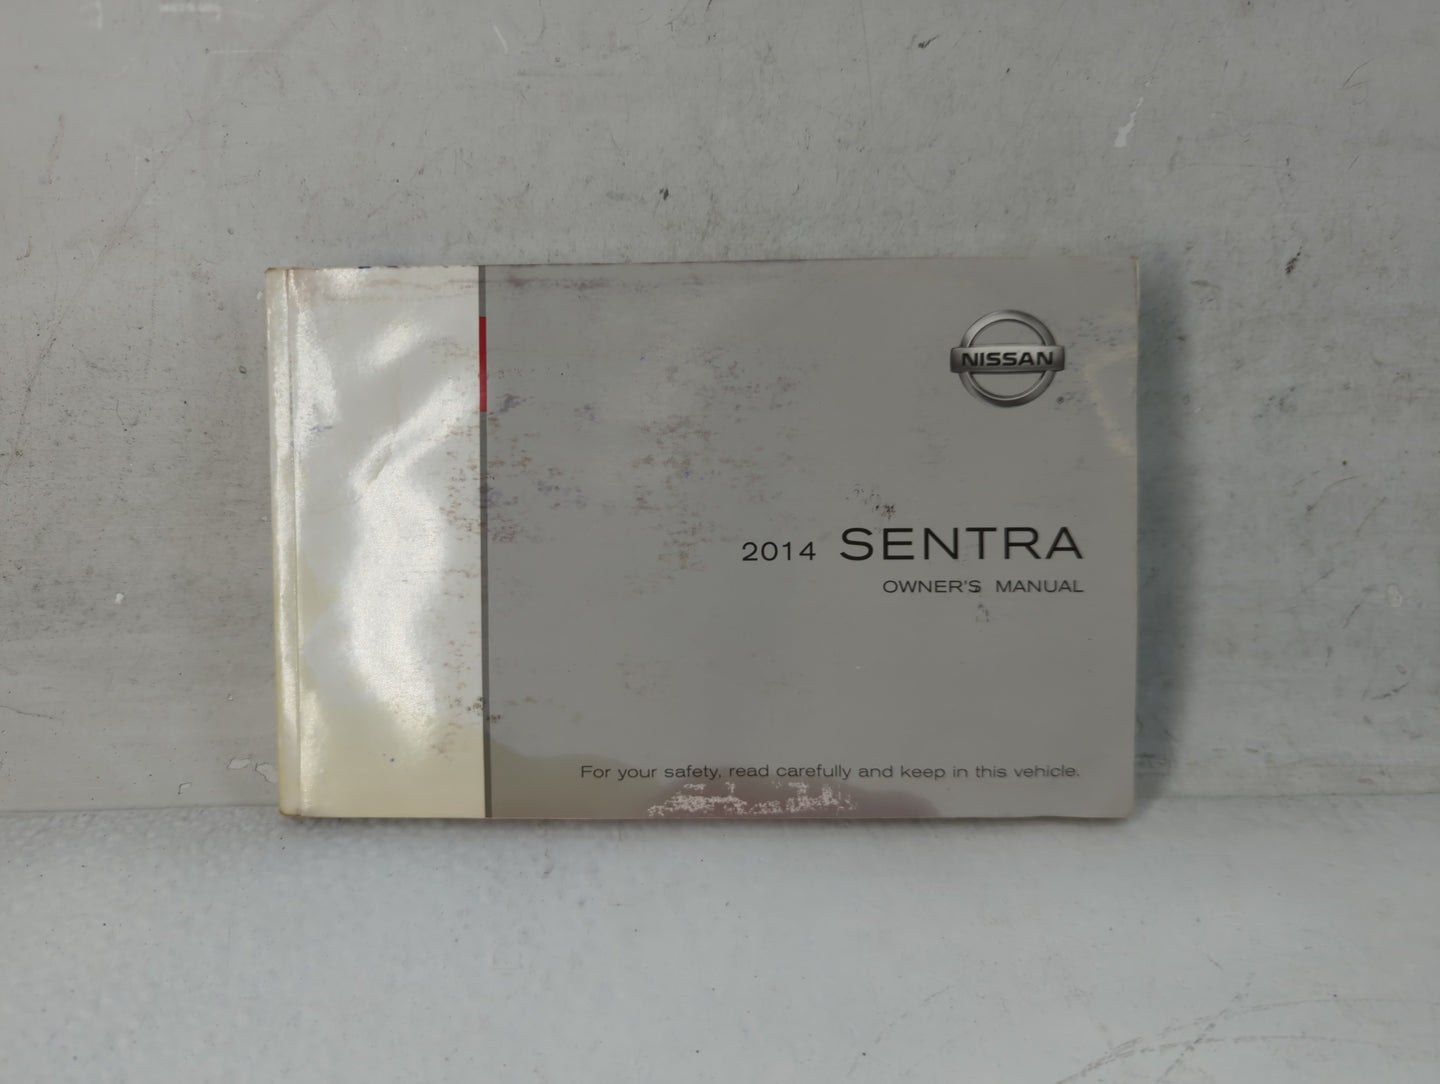 NISSAN
2014 SENTRA
OWNER'S MANUAL
For your safety, read carefully and keep in this vehicle.